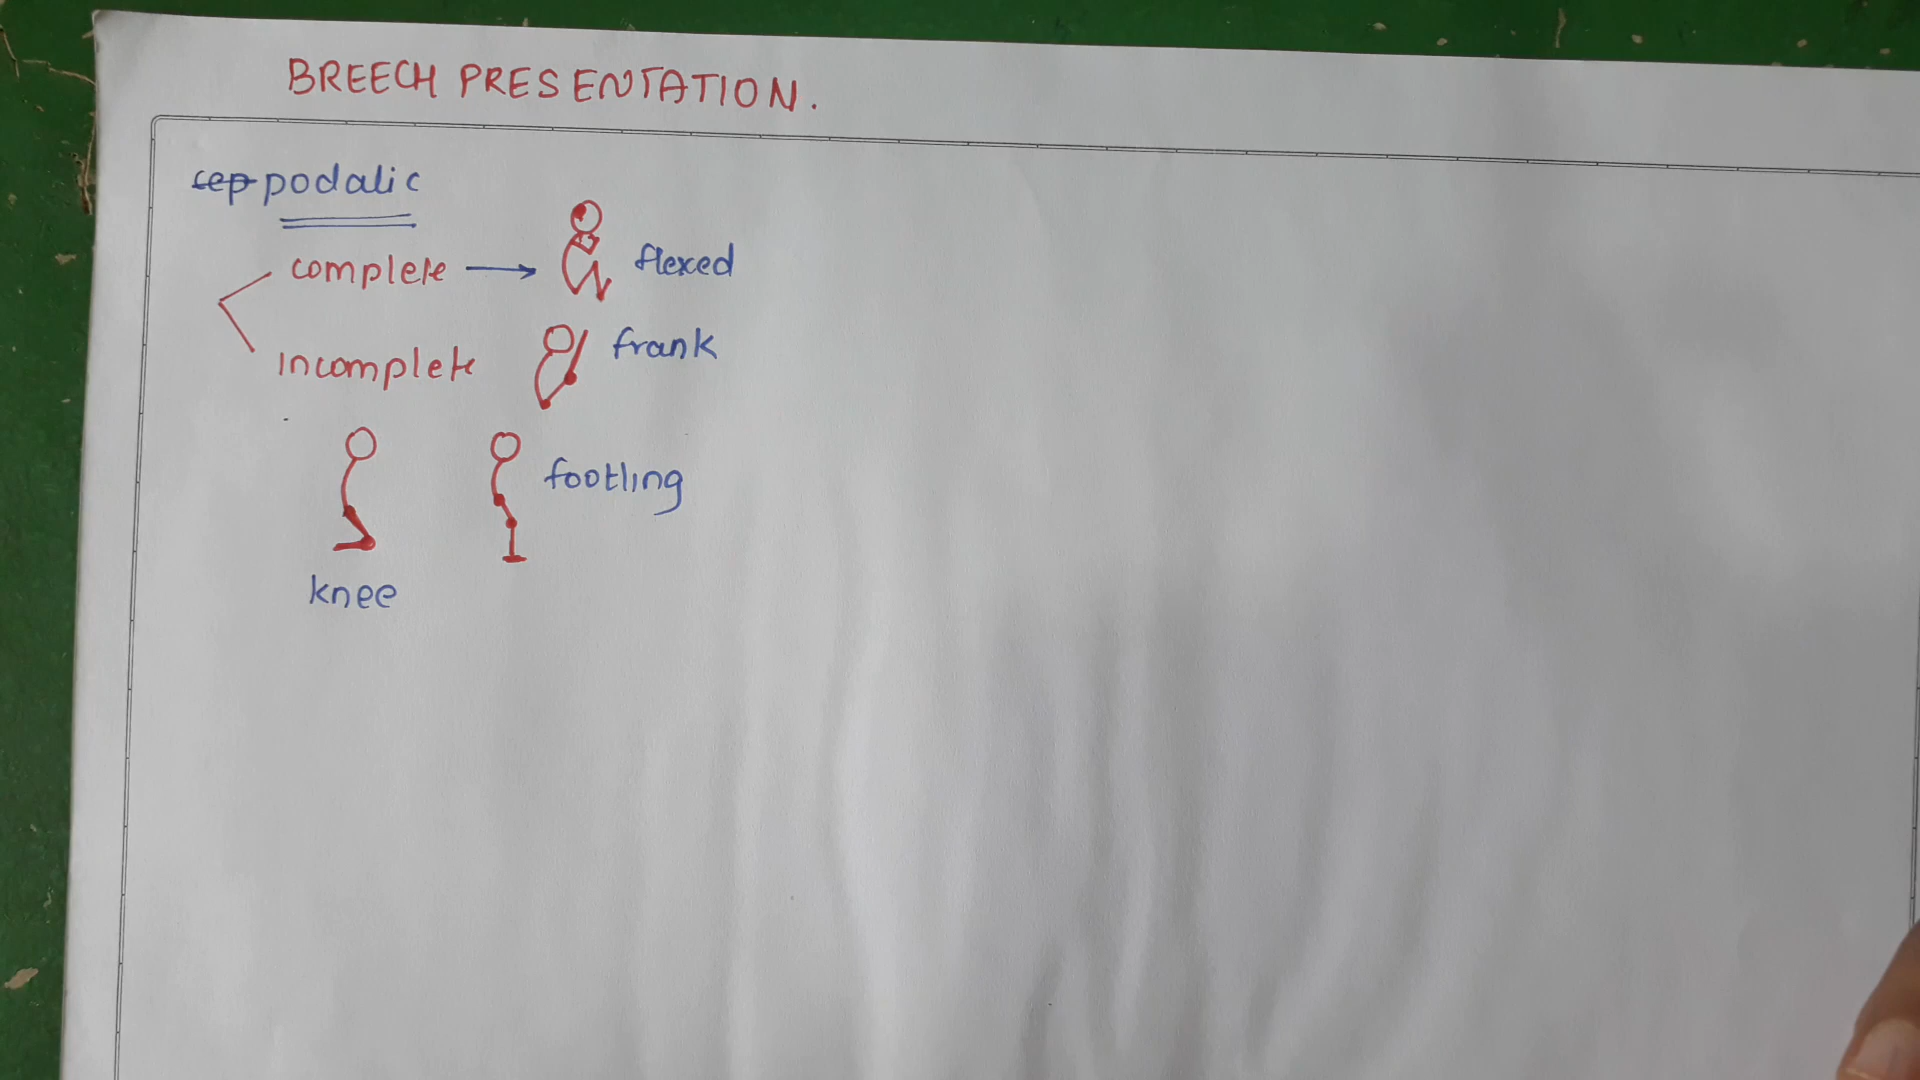 BREECH PRESENTATION.
cep podalic
complete → flexed
Incomplete frank
footling
knee